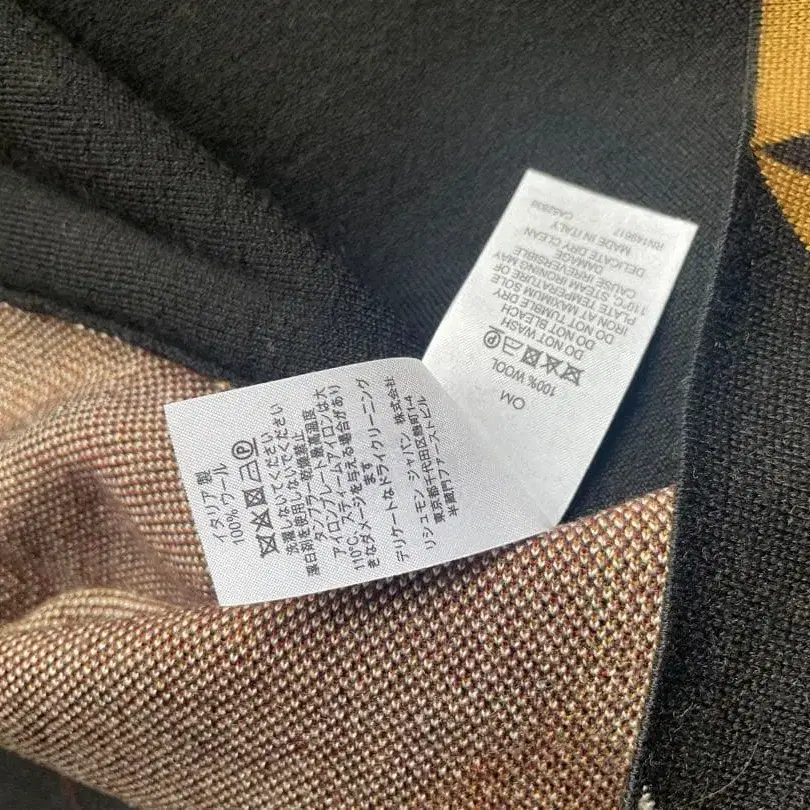 イタリア製
100% ウール
洗濯しないでください
漂白剤を使用しないでください
タンブラー乾燥禁止
アイロンプレート最高温度
110°C, スティームアイロンは大
きなダメージを与える場合があり
ます
デリケートなドライクリーニング
リシュモン ジャパン 株式会社
東京都千代田区麹町1-4
半蔵門ファーストビル
OM
100% WOOL
DO NOT WASH
DO NOT BLEACH
DO NOT TUMBLE DRY
IRON AT MAXIMUM SOLE
PLATE TEMPERATURE OF
110°C, STEAM IRONING MAY
CAUSE IRREVERSIBLE
DAMAGE
DELICATE DRY CLEAN
MADE IN ITALY
RN149617